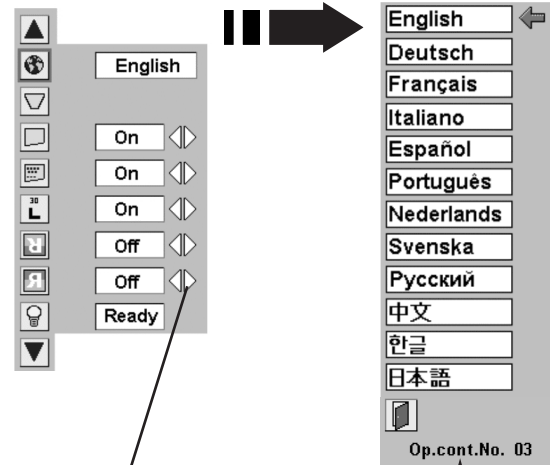 English
On
On
30
L
On
R
Off
Я
Off
Ready
English
Deutsch
Français
Italiano
Español
Português
Nederlands
Svenska
Русский
中文
한글
日本語
Op.cont.No. 03